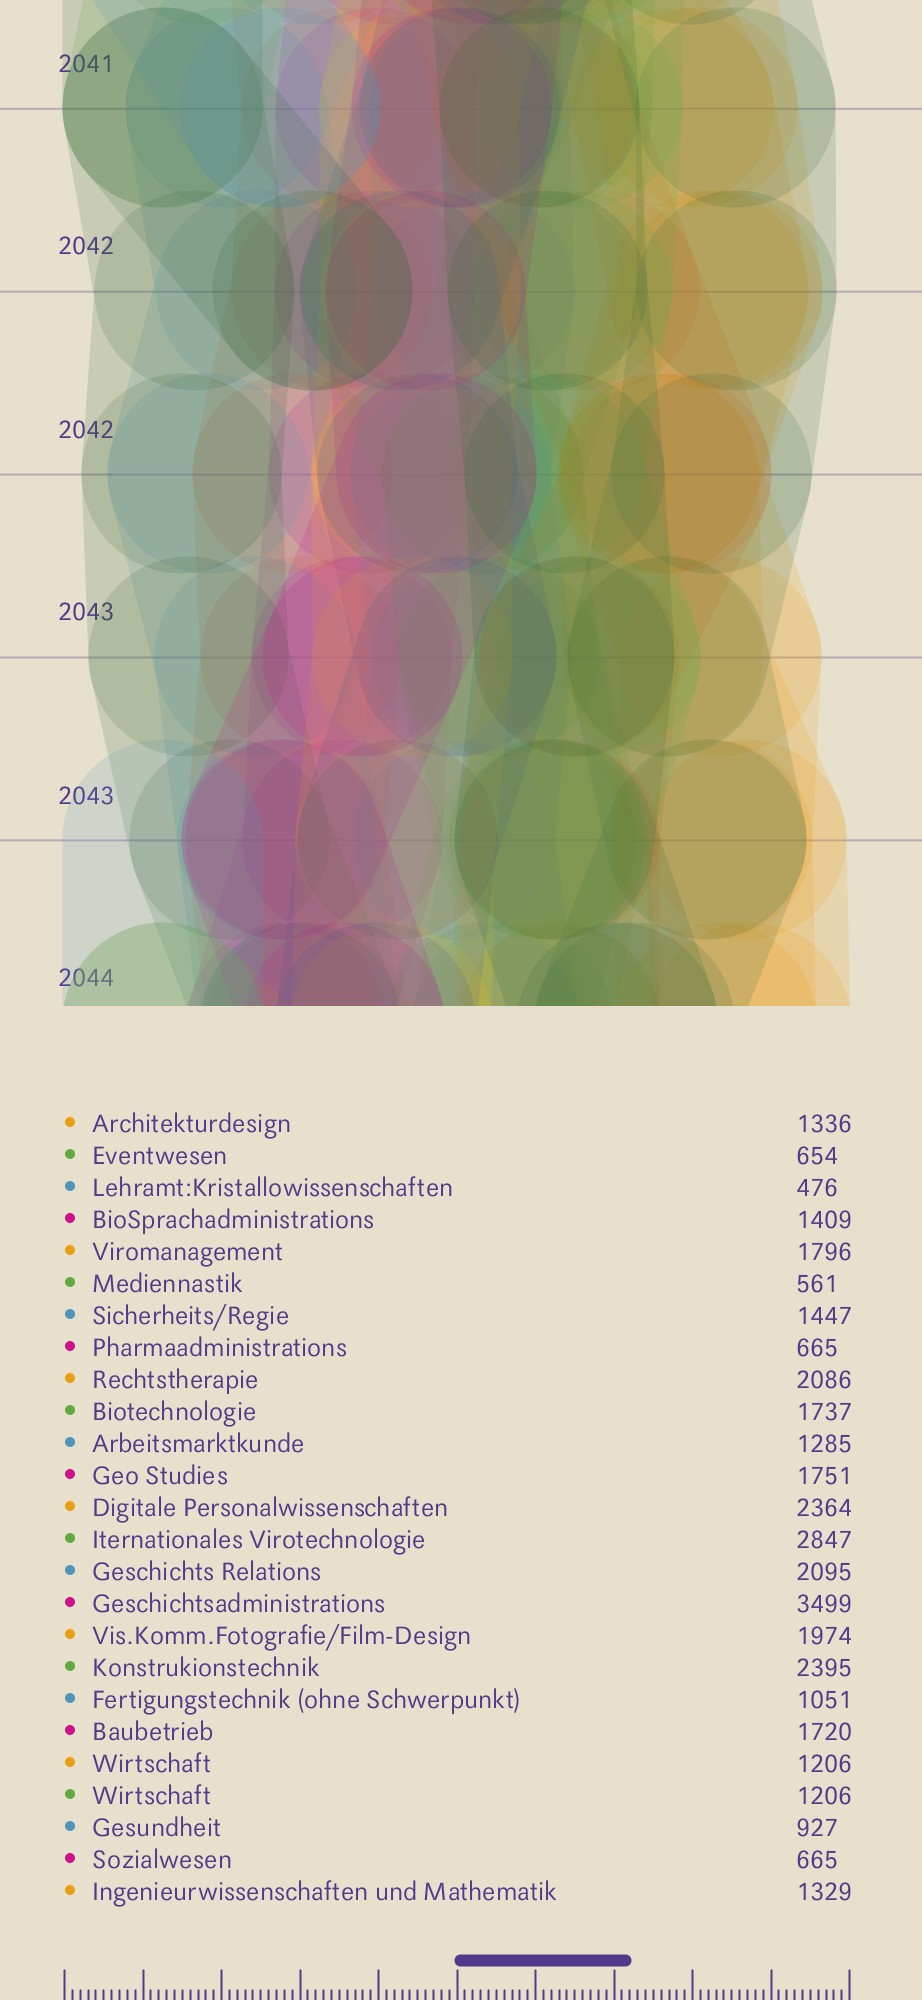 2041
2042
2042
2043
2043
2044
Architekturdesign 1336
Eventwesen 654
Lehramt:Kristallowissenschaften 476
BioSprachadministrations 1409
Viromanagement 1796
Mediennastik 561
Sicherheits/Regie 1447
Pharmaadministrations 665
Rechtstherapie 2086
Biotechnologie 1737
Arbeitsmarktkunde 1285
Geo Studies 1751
Digitale Personalwissenschaften 2364
Iternationales Virotechnologie 2847
Geschichts Relations 2095
Geschichtsadministrations 3499
Vis.Komm.Fotografie/Film-Design 1974
Konstrukionstechnik 2395
Fertigungstechnik (ohne Schwerpunkt) 1051
Baubetrieb 1720
Wirtschaft 1206
Wirtschaft 1206
Gesundheit 927
Sozialwesen 665
Ingenieurwissenschaften und Mathematik 1329